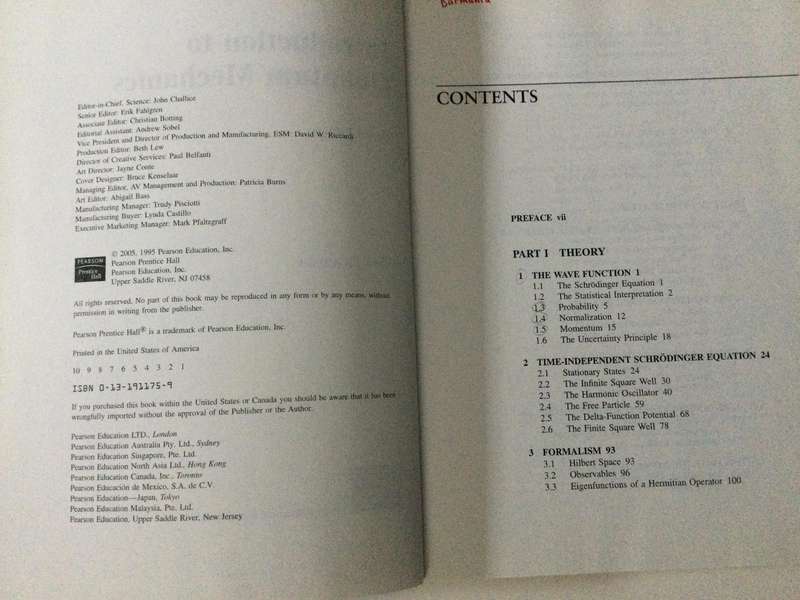 Editor-in-Chief, Science: John Challice
Senior Editor: Erik Fahlgren
Associate Editor: Christian Botting
Editorial Assistant: Andrew Sobel
Vice President and Director of Production and Manufacturing, ESM: David W. Riccardi
Production Editor: Beth Lew
Director of Creative Services: Paul Belfanti
Art Director: Jayne Conte
Cover Designer: Bruce Kenselaar
Managing Editor, AV Management and Production: Patricia Burns
Art Editor: Abigail Bass
Manufacturing Manager: Trudy Pisciotti
Manufacturing Buyer: Lynda Castillo
Executive Marketing Manager: Mark Pfaltzgraff
PEARSON
Prentice
Hall
© 2005, 1995 Pearson Education, Inc.
Pearson Prentice Hall
Pearson Education, Inc.
Upper Saddle River, NJ 07458
All rights reserved. No part of this book may be reproduced in any form or by any means, without
permission in writing from the publisher.
Pearson Prentice Hall® is a trademark of Pearson Education, Inc.
Printed in the United States of America
10 9 8 7 6 5 4 3 2 1
ISBN 0-13-191175-9
If you purchased this book within the United States or Canada you should be aware that it has been
wrongfully imported without the approval of the Publisher or the Author.
Pearson Education LTD., London
Pearson Education Australia Pty. Ltd., Sydney
Pearson Education Singapore, Pte. Ltd.
Pearson Education North Asia Ltd., Hong Kong
Pearson Education Canada, Inc., Toronto
Pearson Educación de Mexico, S.A. de C.V.
Pearson Education—Japan, Tokyo
Pearson Education Malaysia, Pte. Ltd.
Pearson Education, Upper Saddle River, New Jersey
CONTENTS
PREFACE vii
PART I THEORY
1 THE WAVE FUNCTION 1
1.1 The Schrödinger Equation 1
1.2 The Statistical Interpretation 2
1.3 Probability 5
1.4 Normalization 12
1.5 Momentum 15
1.6 The Uncertainty Principle 18
2 TIME-INDEPENDENT SCHRÖDINGER EQUATION 24
2.1 Stationary States 24
2.2 The Infinite Square Well 30
2.3 The Harmonic Oscillator 40
2.4 The Free Particle 59
2.5 The Delta-Function Potential 68
2.6 The Finite Square Well 78
3 FORMALISM 93
3.1 Hilbert Space 93
3.2 Observables 96
3.3 Eigenfunctions of a Hermitian Operator 100